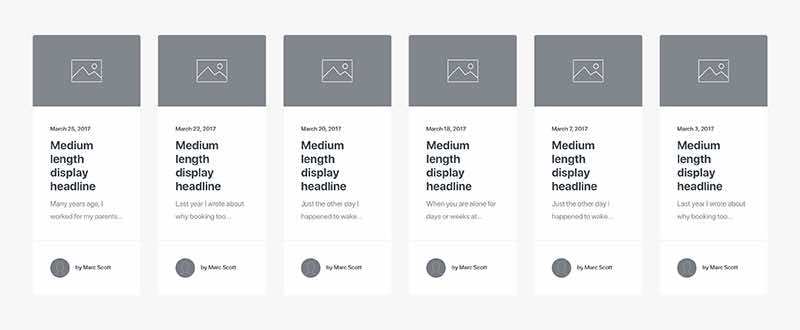 March 25, 2017
Medium
length
display
headline
Many years ago, I
worked for my parents...
by Marc Scott
March 22, 2017
Medium
length
display
headline
Last year I wrote about
why booking too...
by Marc Scott
March 20, 2017
Medium
length
display
headline
Just the other day I
happened to wake...
by Marc Scott
March 18, 2017
Medium
length
display
headline
When you are alone for
days or weeks at...
by Marc Scott
March 7, 2017
Medium
length
display
headline
Just the other day I
happened to wake...
by Marc Scott
March 3, 2017
Medium
length
display
headline
Last year I wrote about
why booking too...
by Marc Scott